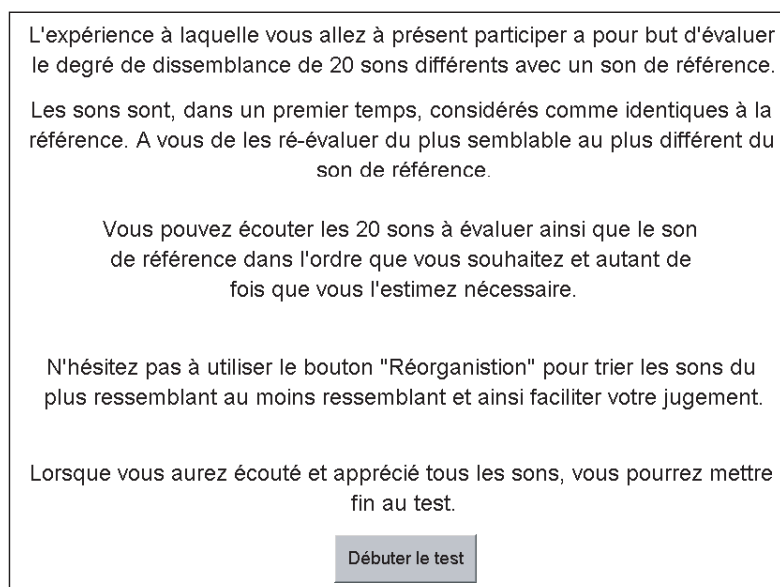 L'expérience à laquelle vous allez à présent participer a pour but d'évaluer
le degré de dissemblance de 20 sons différents avec un son de référence.
Les sons sont, dans un premier temps, considérés comme identiques à la
référence. A vous de les ré-évaluer du plus semblable au plus différent du
son de référence.
Vous pouvez écouter les 20 sons à évaluer ainsi que le son
de référence dans l'ordre que vous souhaitez et autant de
fois que vous l'estimez nécessaire.
N'hésitez pas à utiliser le bouton "Réorganistion" pour trier les sons du
plus ressemblant au moins ressemblant et ainsi faciliter votre jugement.
Lorsque vous aurez écouté et apprécié tous les sons, vous pourrez mettre
fin au test.
Débuter le test